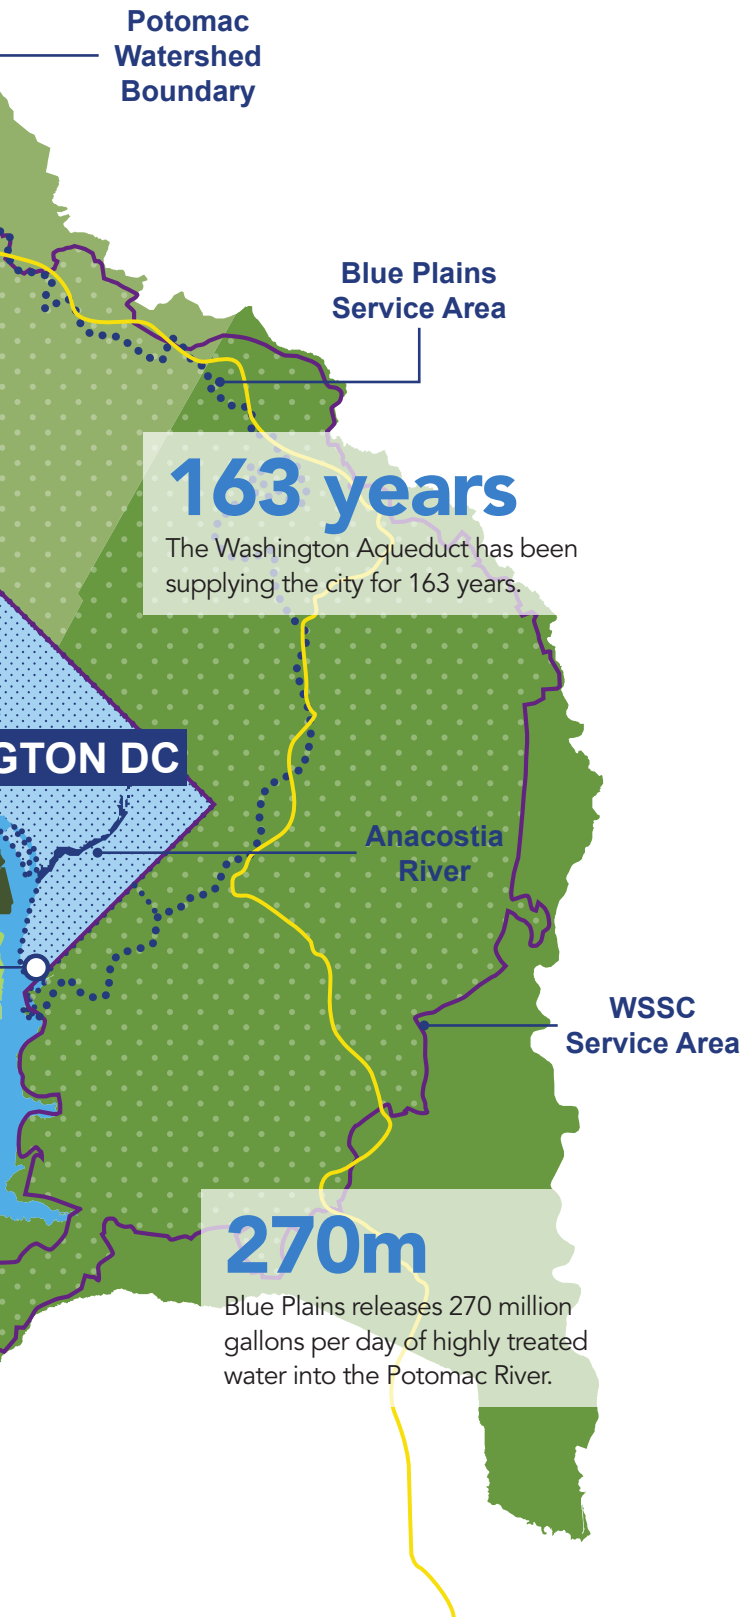 Potomac
Watershed
Boundary
Blue Plains
Service Area
163 years
The Washington Aqueduct has been
supplying the city for 163 years.
GTON DC
Anacostia
River
WSSC
Service Area
270m
Blue Plains releases 270 million
gallons per day of highly treated
water into the Potomac River.